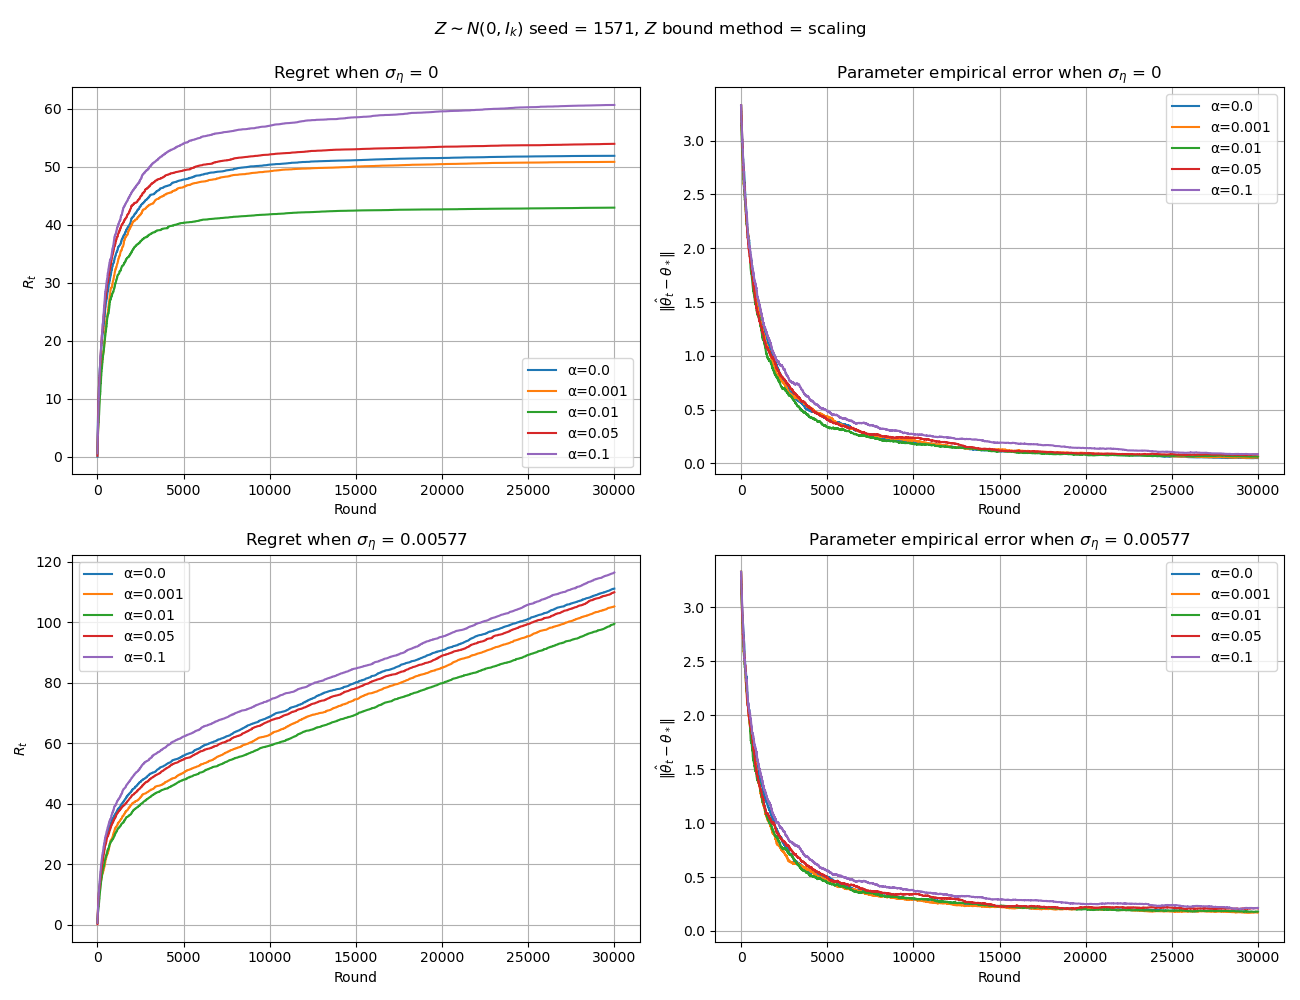 Z ∼ N(0, I_k) seed = 1571, Z bound method = scaling
Regret when σ_η = 0
60
50
40
30
20
10
0
R_t
α=0.0
α=0.001
α=0.01
α=0.05
α=0.1
0 5000 10000 15000 20000 25000 30000
Round
Parameter empirical error when σ_η = 0
3.0
2.5
2.0
1.5
1.0
0.5
0.0
‖θ̂_t − θ_*‖
α=0.0
α=0.001
α=0.01
α=0.05
α=0.1
0 5000 10000 15000 20000 25000 30000
Round
Regret when σ_η = 0.00577
120
100
80
60
40
20
0
R_t
α=0.0
α=0.001
α=0.01
α=0.05
α=0.1
0 5000 10000 15000 20000 25000 30000
Round
Parameter empirical error when σ_η = 0.00577
3.0
2.5
2.0
1.5
1.0
0.5
0.0
‖θ̂_t − θ_*‖
α=0.0
α=0.001
α=0.01
α=0.05
α=0.1
0 5000 10000 15000 20000 25000 30000
Round